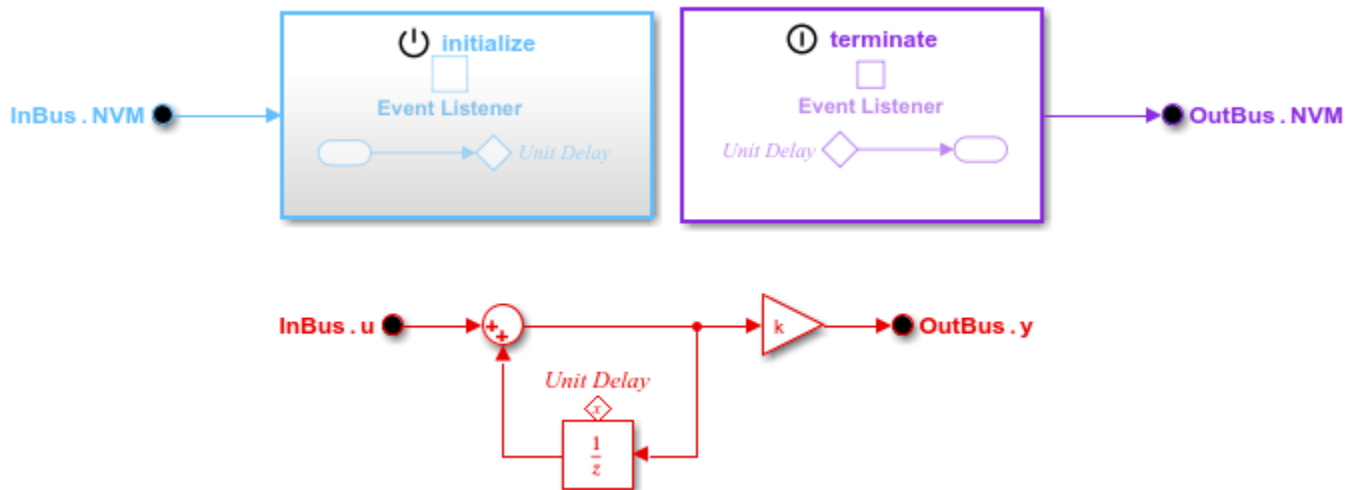 initialize
terminate
InBus.NVM
Event Listener
Event Listener
OutBus.NVM
Unit Delay
Unit Delay
InBus.u
++
k
OutBus.y
Unit Delay
x
1
z